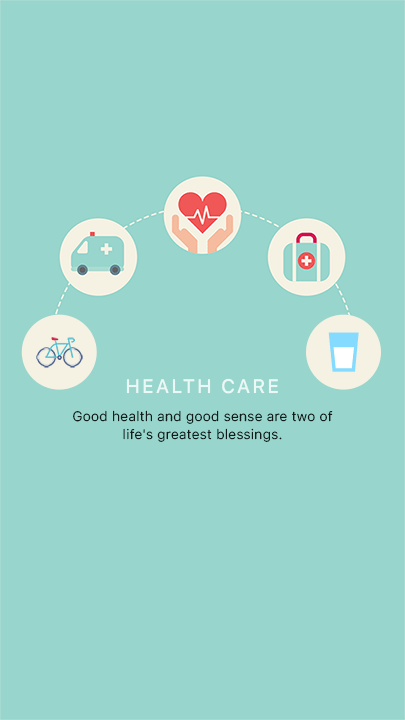 HEALTH CARE
Good health and good sense are two of
life's greatest blessings.